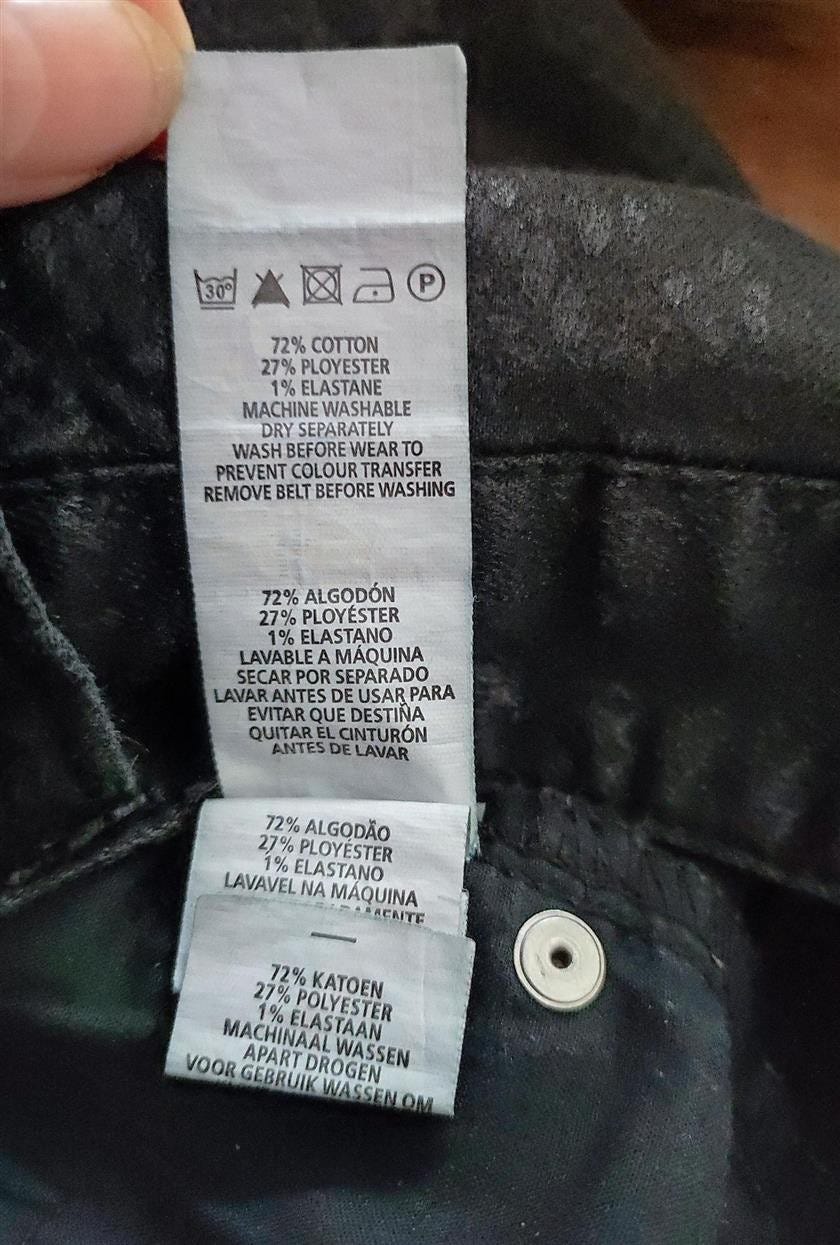 30°
P
72% COTTON
27% PLOYESTER
1% ELASTANE
MACHINE WASHABLE
DRY SEPARATELY
WASH BEFORE WEAR TO
PREVENT COLOUR TRANSFER
REMOVE BELT BEFORE WASHING
72% ALGODÓN
27% PLOYÉSTER
1% ELASTANO
LAVABLE A MÁQUINA
SECAR POR SEPARADO
LAVAR ANTES DE USAR PARA
EVITAR QUE DESTIÑA
QUITAR EL CINTURÓN
ANTES DE LAVAR
72% ALGODÃO
27% PLOYÉSTER
1% ELASTANO
LAVAVEL NA MÁQUINA
72% KATOEN
27% POLYESTER
1% ELASTAAN
MACHINAAL WASSEN
APART DROGEN
VOOR GEBRUIK WASSEN OM